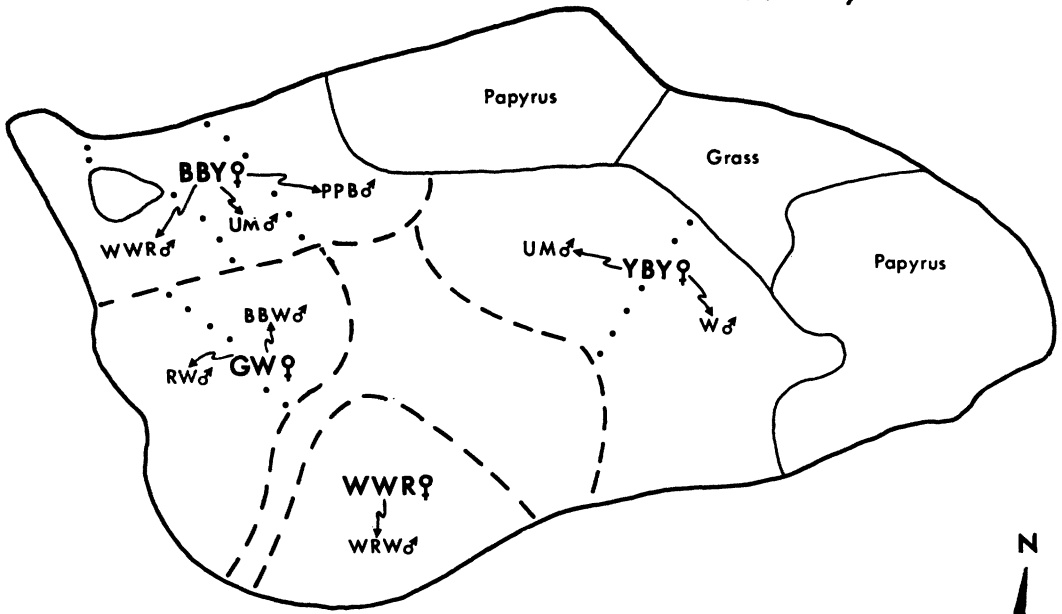 Papyrus
Grass
BBY♀
PPB♂
UM♂
WWR♂
UM♂
YBY♀
W♂
Papyrus
BBW♂
RW♂
GW♀
WWR♀
WRW♂
N